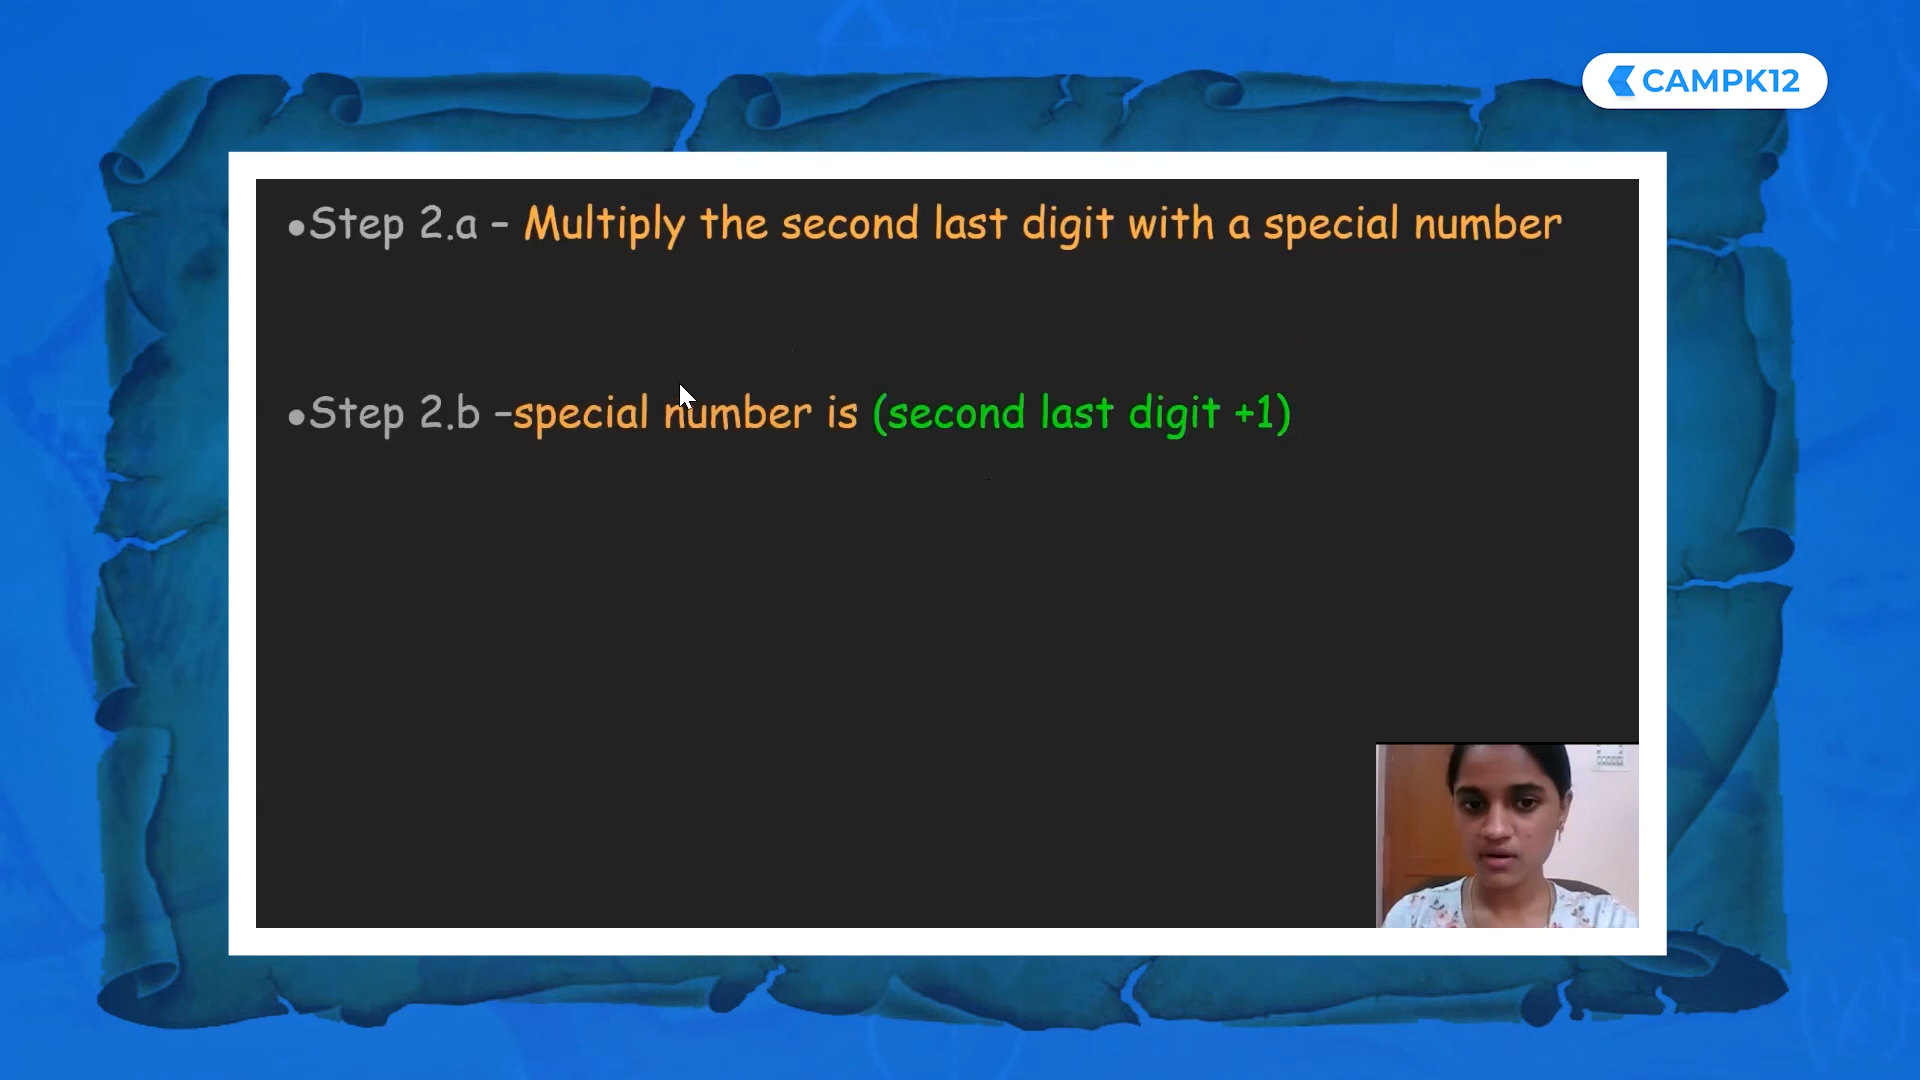 CAMPK12
•Step 2.a – Multiply the second last digit with a special number
•Step 2.b –special number is (second last digit +1)